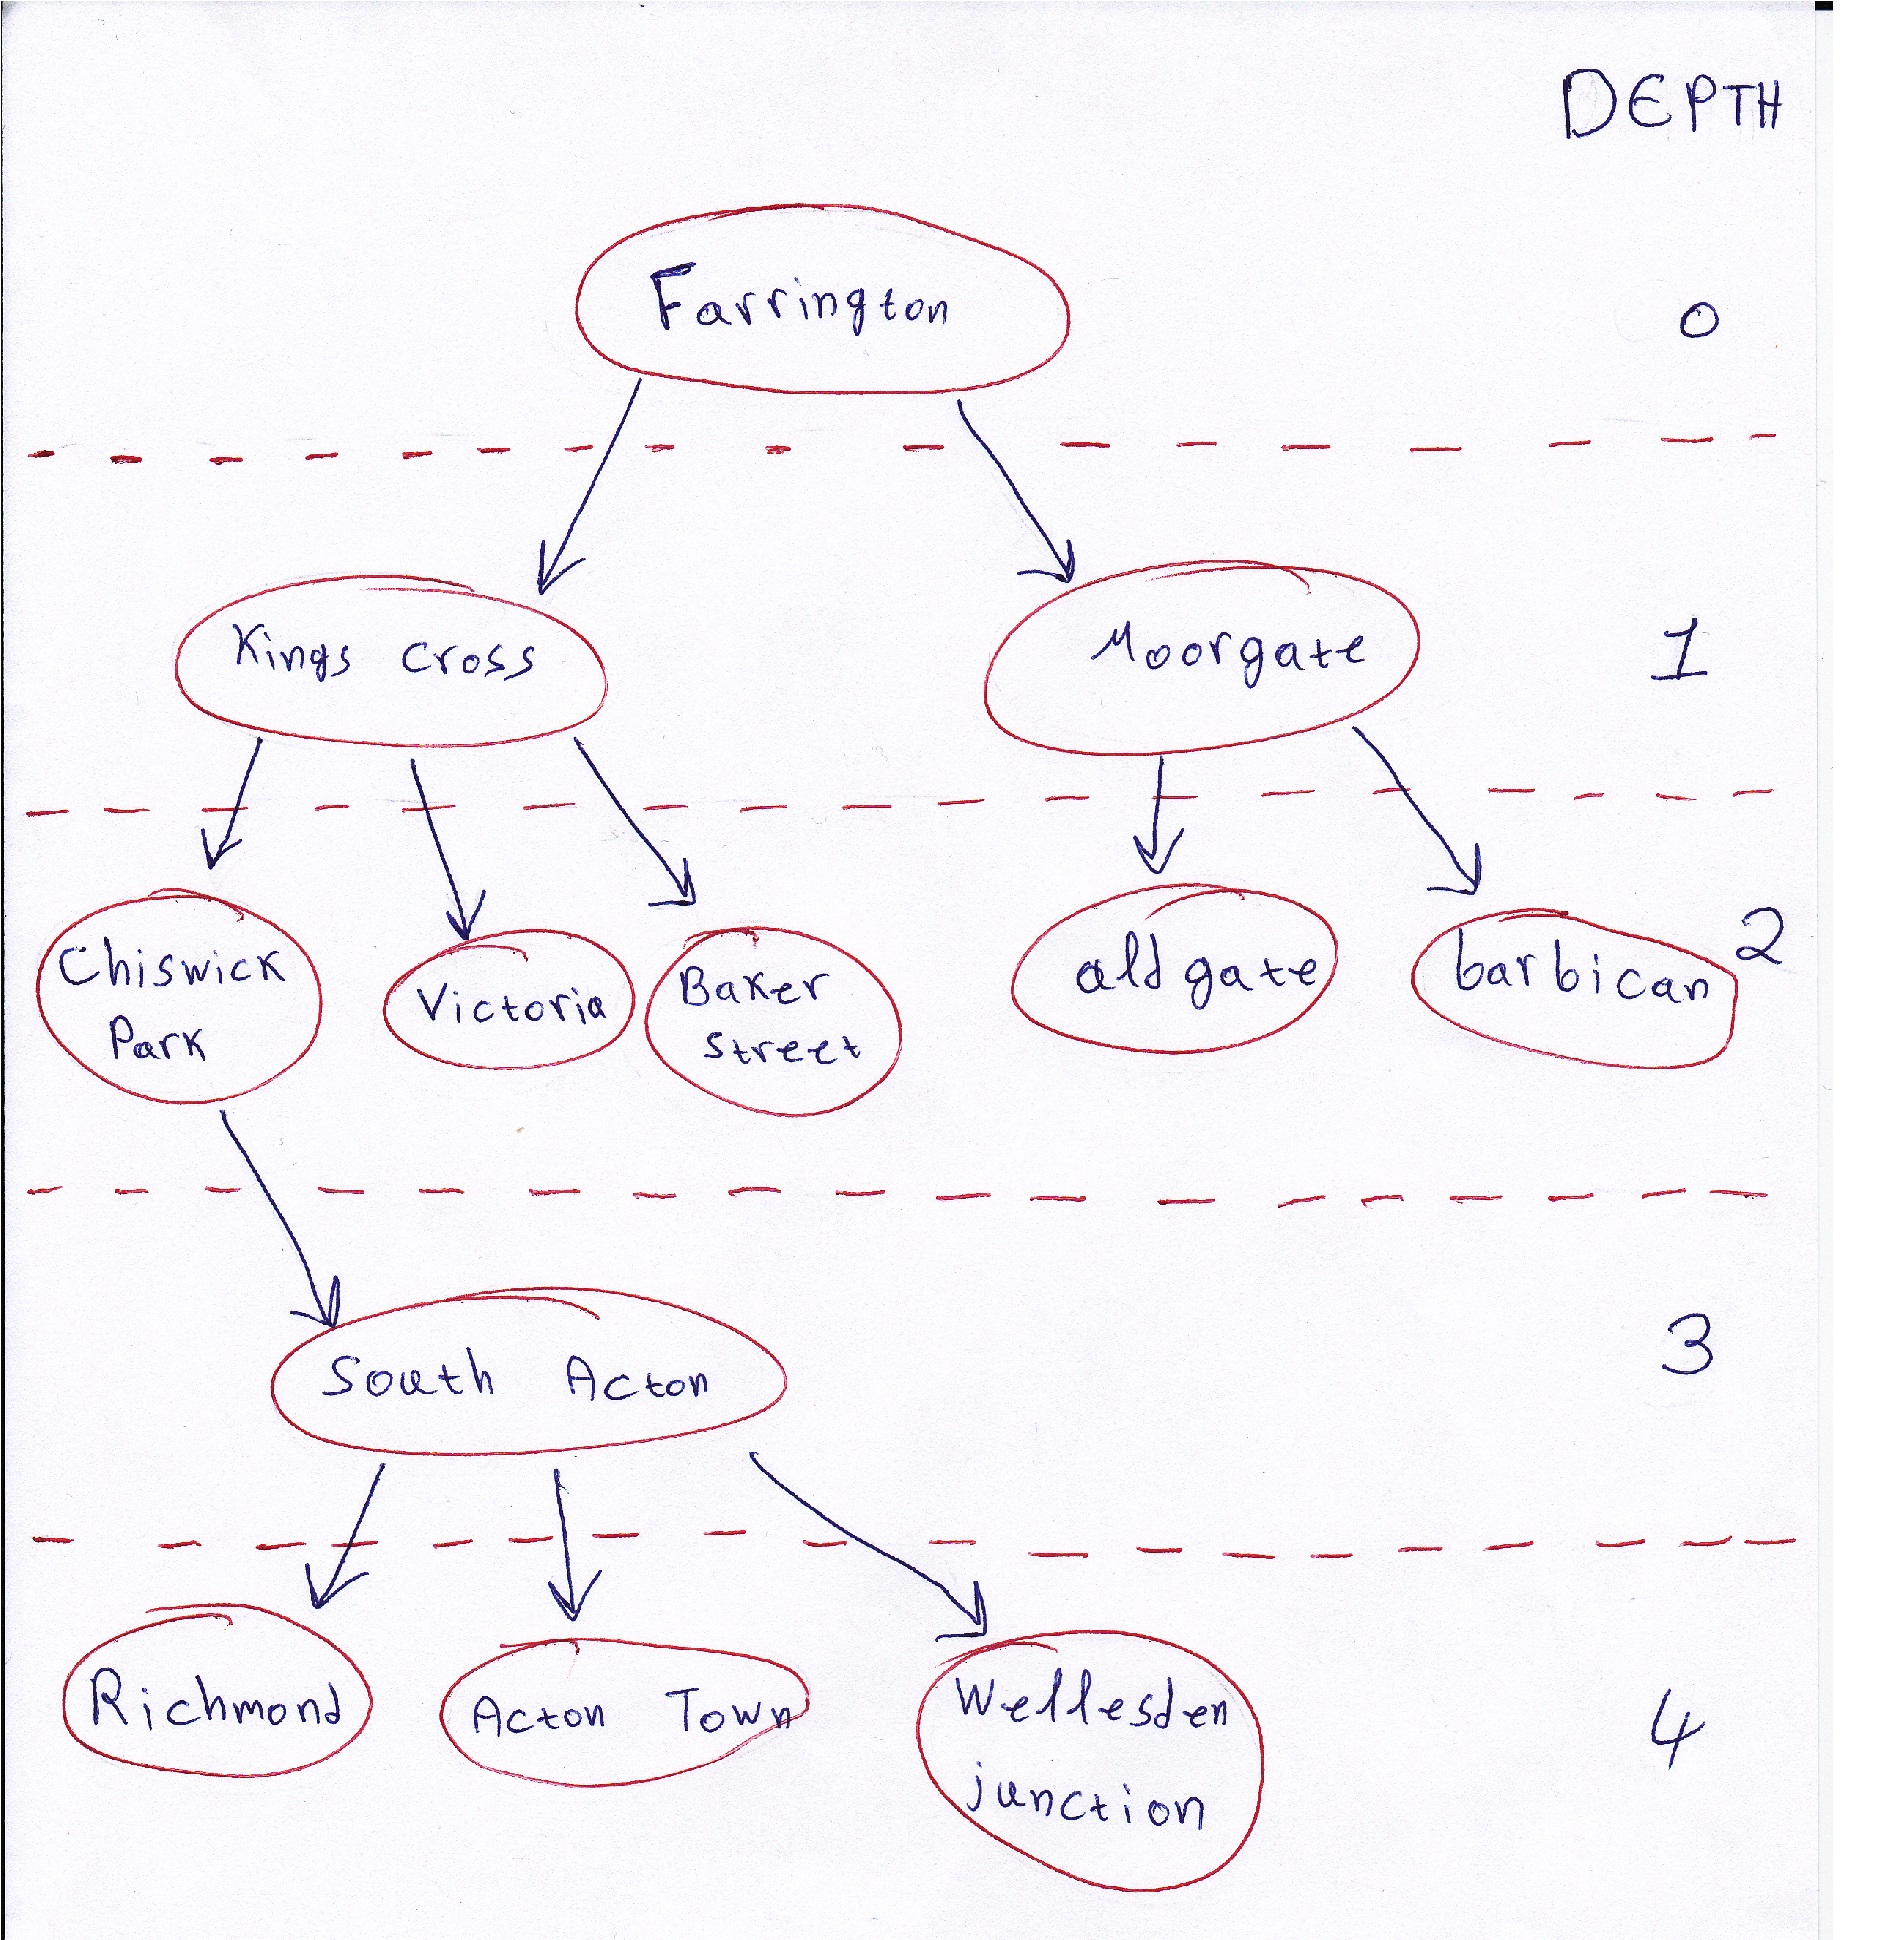 DEPTH
Farrington
0
Kings cross
Moorgate
1
Chiswick
Park
Victoria
Baker
street
aldgate
barbican
2
South Acton
3
Richmond
Acton Town
Wellesden
junction
4